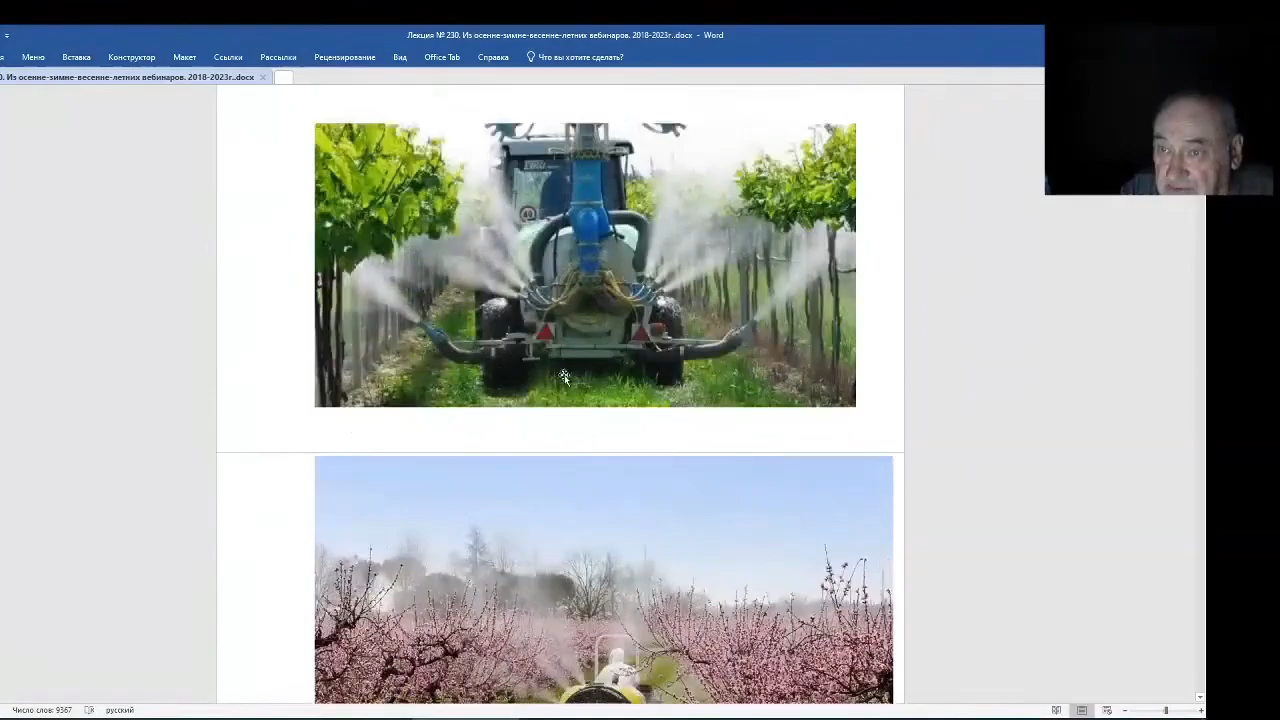 Лекция № 230. Из осенне-зимне-весенне-летних вебинаров. 2018-2023г..docx - Word
Меню Вставка Конструктор Макет Ссылки Рассылки Рецензирование Вид Office Tab Справка Что вы хотите сделать?
0. Из осенне-зимне-весенне-летних вебинаров. 2018-2023г..docx
40
Число слов: 9367 русский